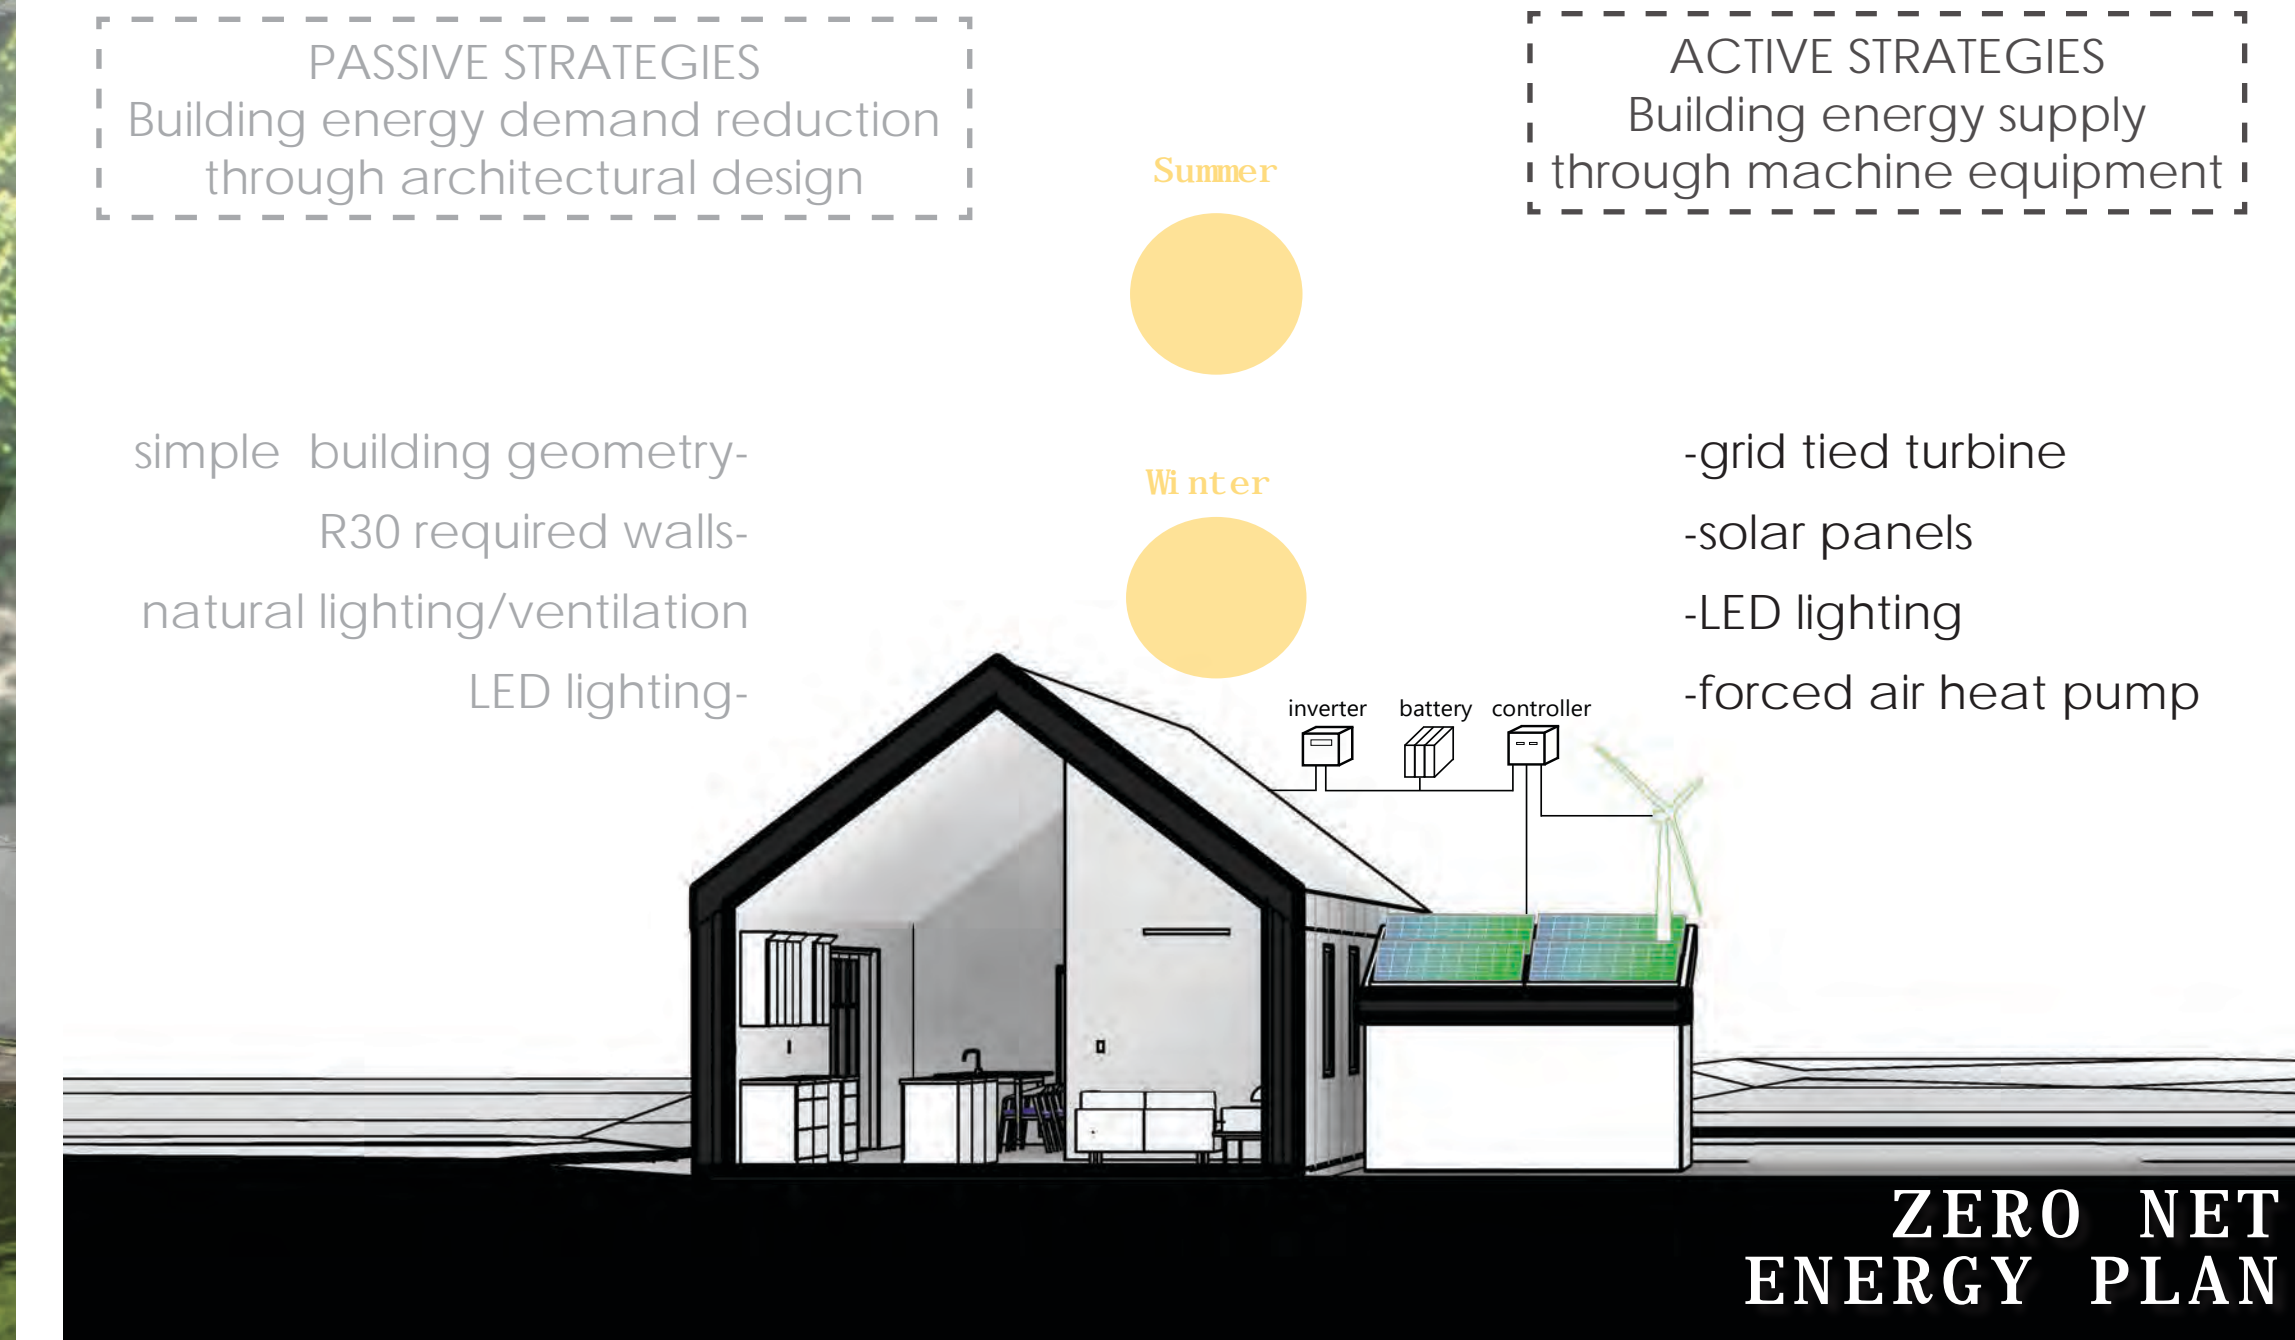 PASSIVE STRATEGIES
Building energy demand reduction
through architectural design
ACTIVE STRATEGIES
Building energy supply
through machine equipment
Summer
Winter
simple building geometry-
R30 required walls-
natural lighting/ventilation
LED lighting-
-grid tied turbine
-solar panels
-LED lighting
-forced air heat pump
inverter battery controller
ZERO NET
ENERGY PLAN